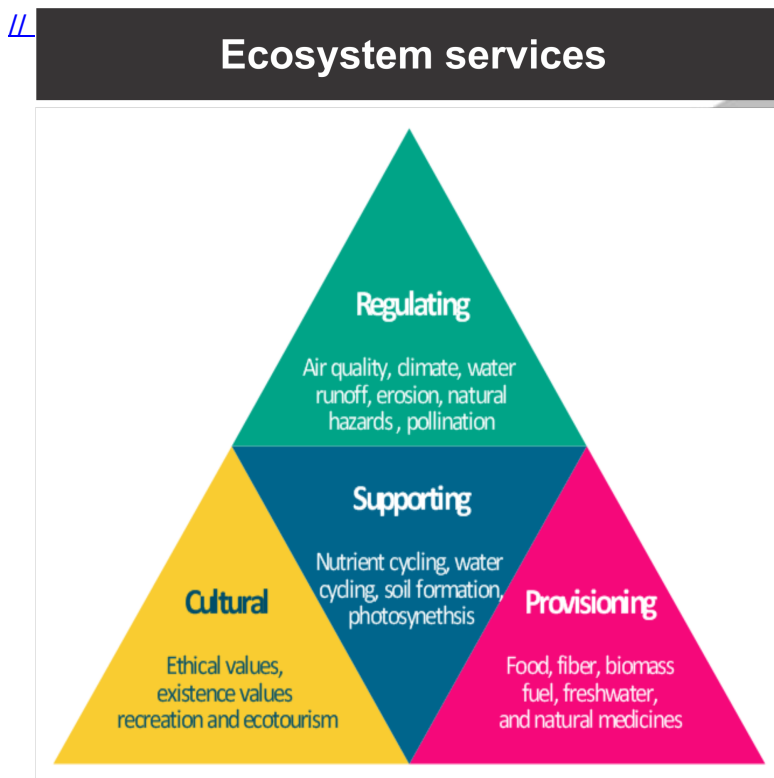 //
Ecosystem services
Regulating
Air quality, climate, water
runoff, erosion, natural
hazards , pollination
Supporting
Nutrient cycling, water
cycling, soil formation,
photosynethsis
Cultural
Ethical values,
existence values
recreation and ecotourism
Provisioning
Food, fiber, biomass
fuel, freshwater,
and natural medicines